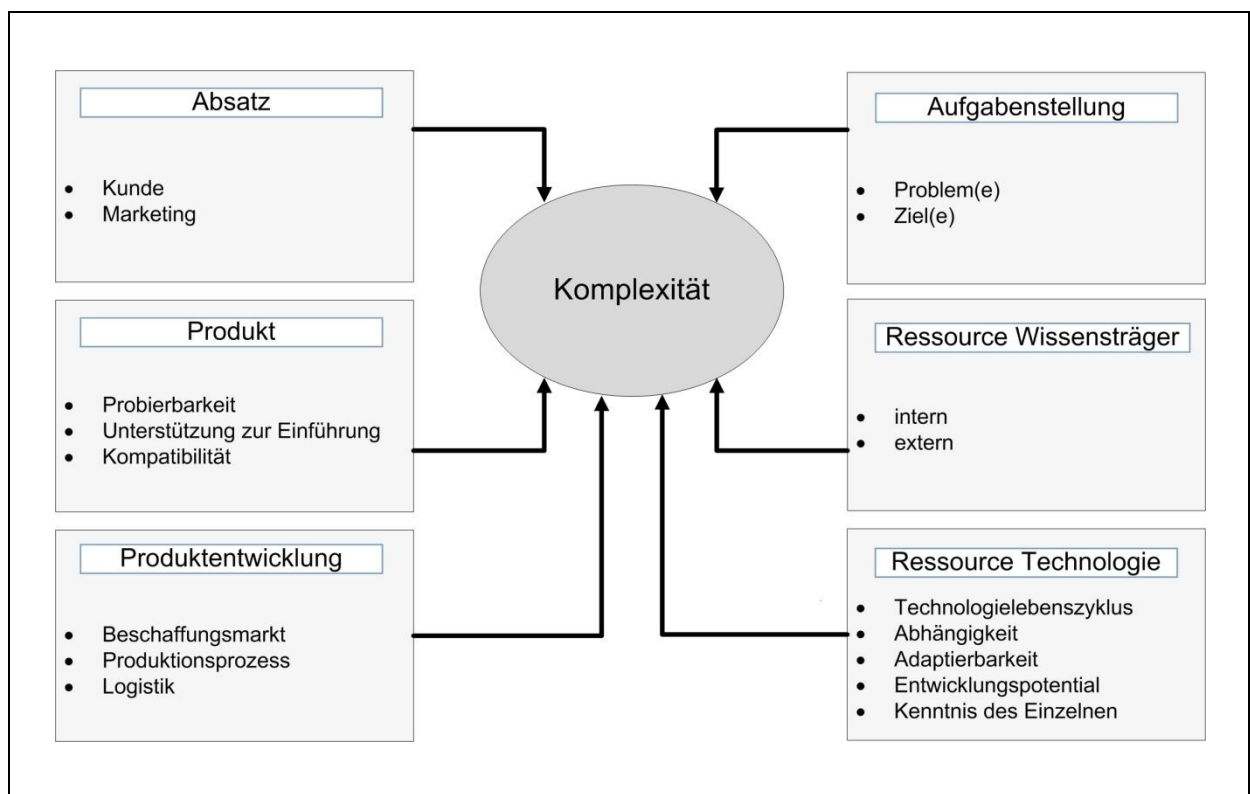 Absatz
• Kunde
• Marketing
Produkt
• Probierbarkeit
• Unterstützung zur Einführung
• Kompatibilität
Produktentwicklung
• Beschaffungsmarkt
• Produktionsprozess
• Logistik
Komplexität
Aufgabenstellung
• Problem(e)
• Ziel(e)
Ressource Wissensträger
• intern
• extern
Ressource Technologie
• Technologielebenszyklus
• Abhängigkeit
• Adaptierbarkeit
• Entwicklungspotential
• Kenntnis des Einzelnen